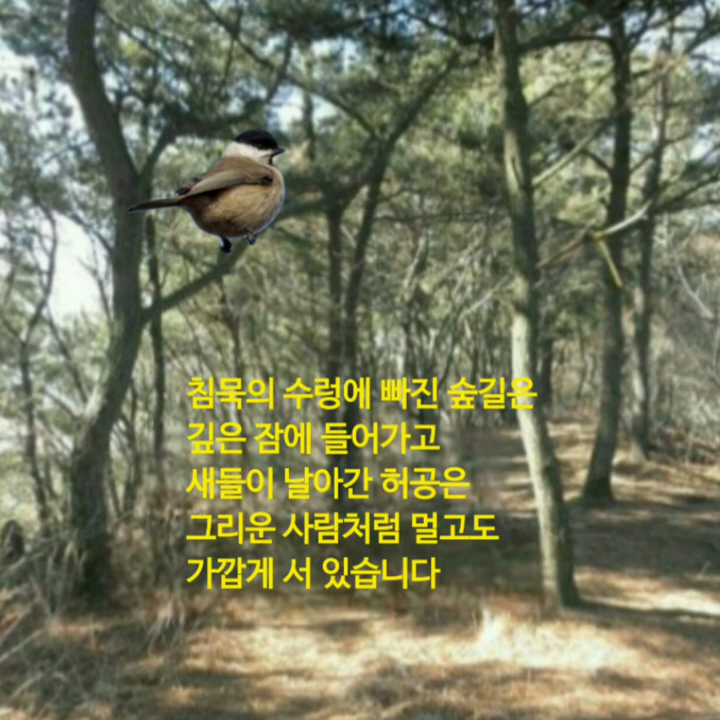 침묵의 수렁에 빠진 숲길은
깊은 잠에 들어가고
새들이 날아간 허공은
그리운 사람처럼 멀고도
가깝게 서 있습니다